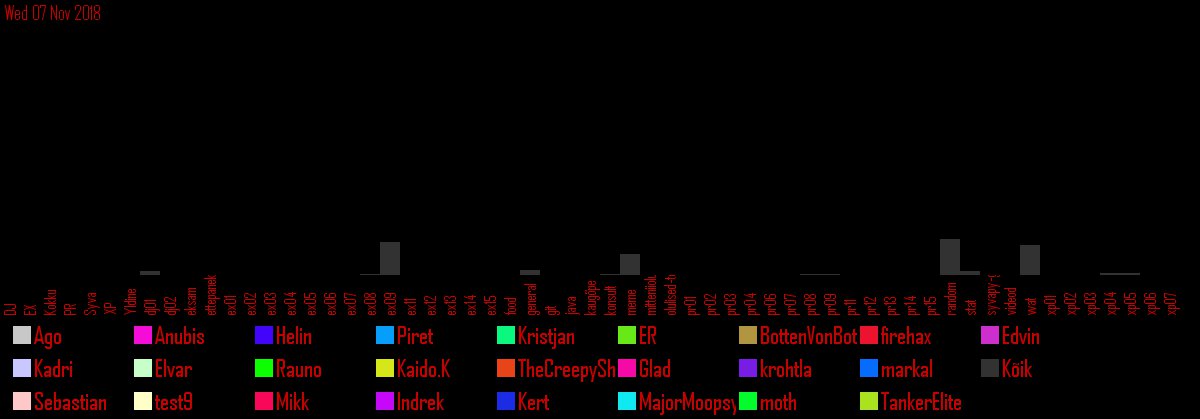 Wed 07 Nov 2018
DJ
EX
Kokku
PR
Syva
XP
Yldine
dj01
dj02
eksam
ettepanek
ex01
ex02
ex03
ex04
ex05
ex06
ex07
ex08
ex09
ex11
ex12
ex13
ex14
ex15
general
git
java
kaugõpe
konsult
meme
olulised-t
pr01
pr02
pr03
pr04
pr06
pr07
pr08
pr09
pr11
pr12
pr13
pr14
pr15
random
stat
videod
wat
xp01
xp02
xp03
xp04
xp05
xp06
xp07
Ago Anubis Helin Piret Kristjan ER BottenVonBot firehax Edvin
Kadri Elvar Rauno Kaido.K TheCreepySh Glad krohtla markal Kõik
Sebastian test9 Mikk Indrek Kert MajorMoopsy moth TankerElite